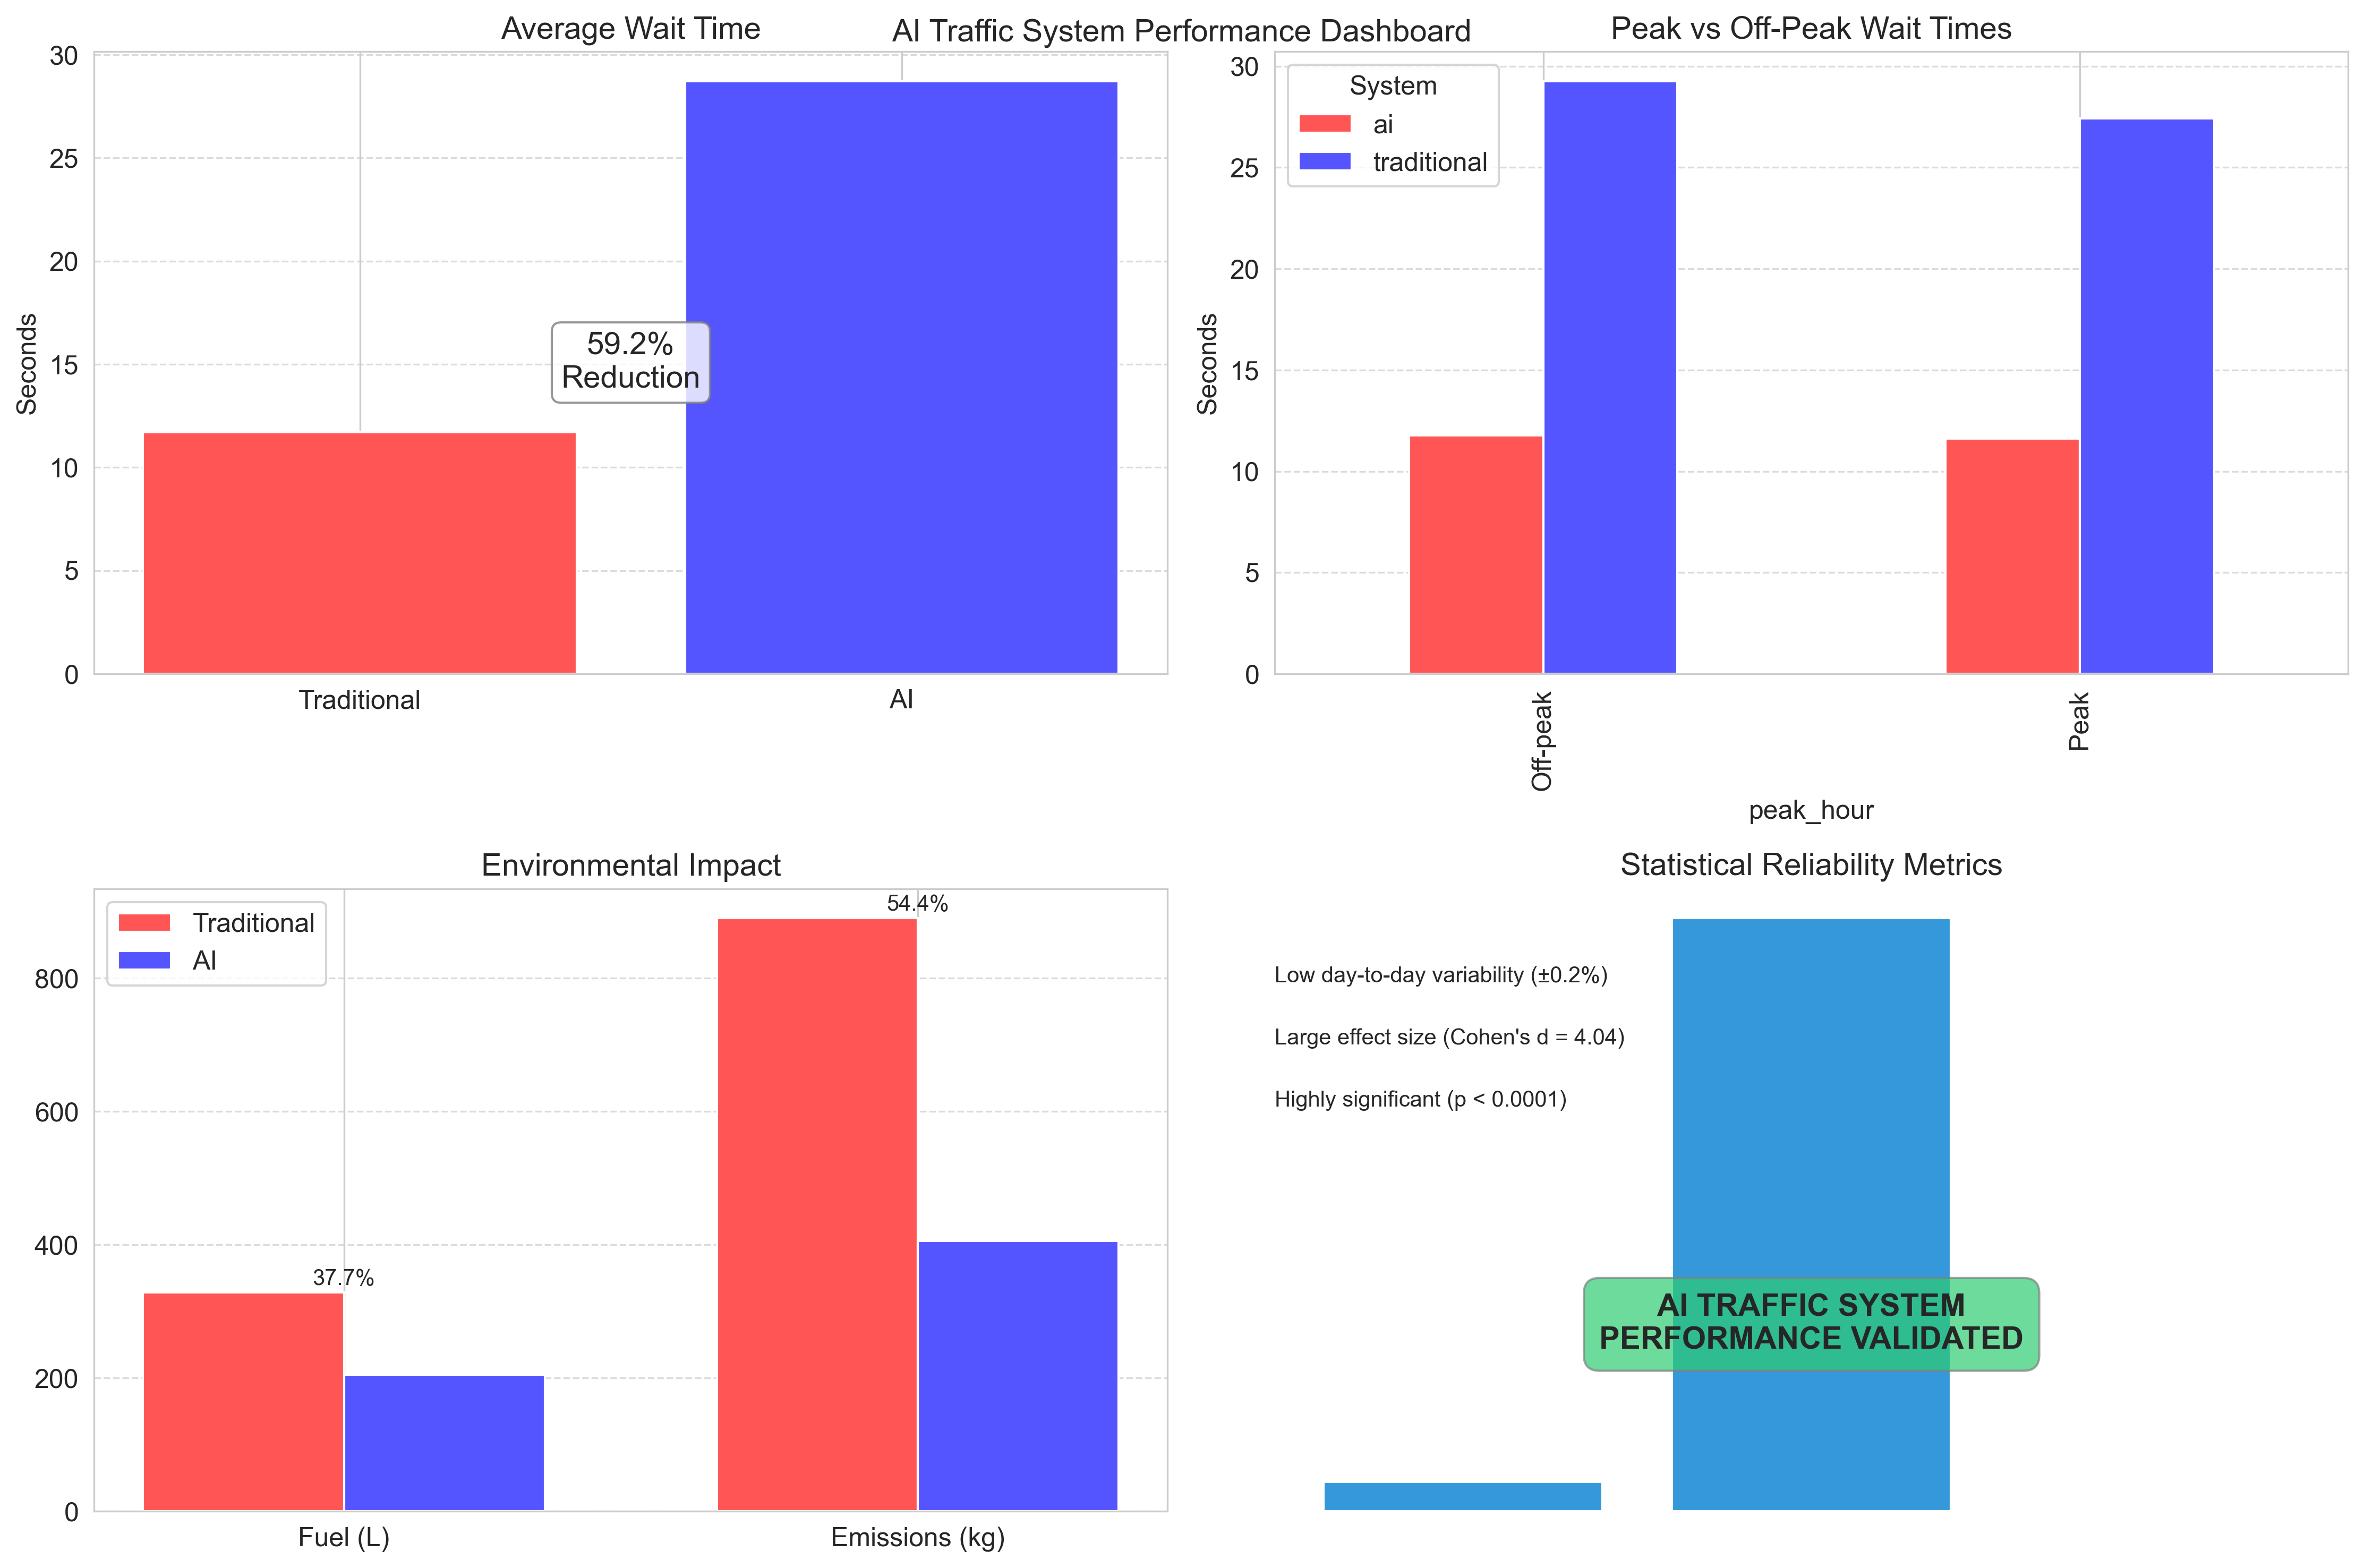 AI Traffic System Performance Dashboard
Average Wait Time
30
25
20
15
10
5
0
Seconds
59.2%
Reduction
Traditional
AI
Peak vs Off-Peak Wait Times
30
25
20
15
10
5
0
Seconds
System
ai
traditional
Off-peak
Peak
peak_hour
Environmental Impact
Traditional
AI
800
600
400
200
0
37.7%
54.4%
Fuel (L)
Emissions (kg)
Statistical Reliability Metrics
Low day-to-day variability (±0.2%)
Large effect size (Cohen's d = 4.04)
Highly significant (p < 0.0001)
AI TRAFFIC SYSTEM
PERFORMANCE VALIDATED